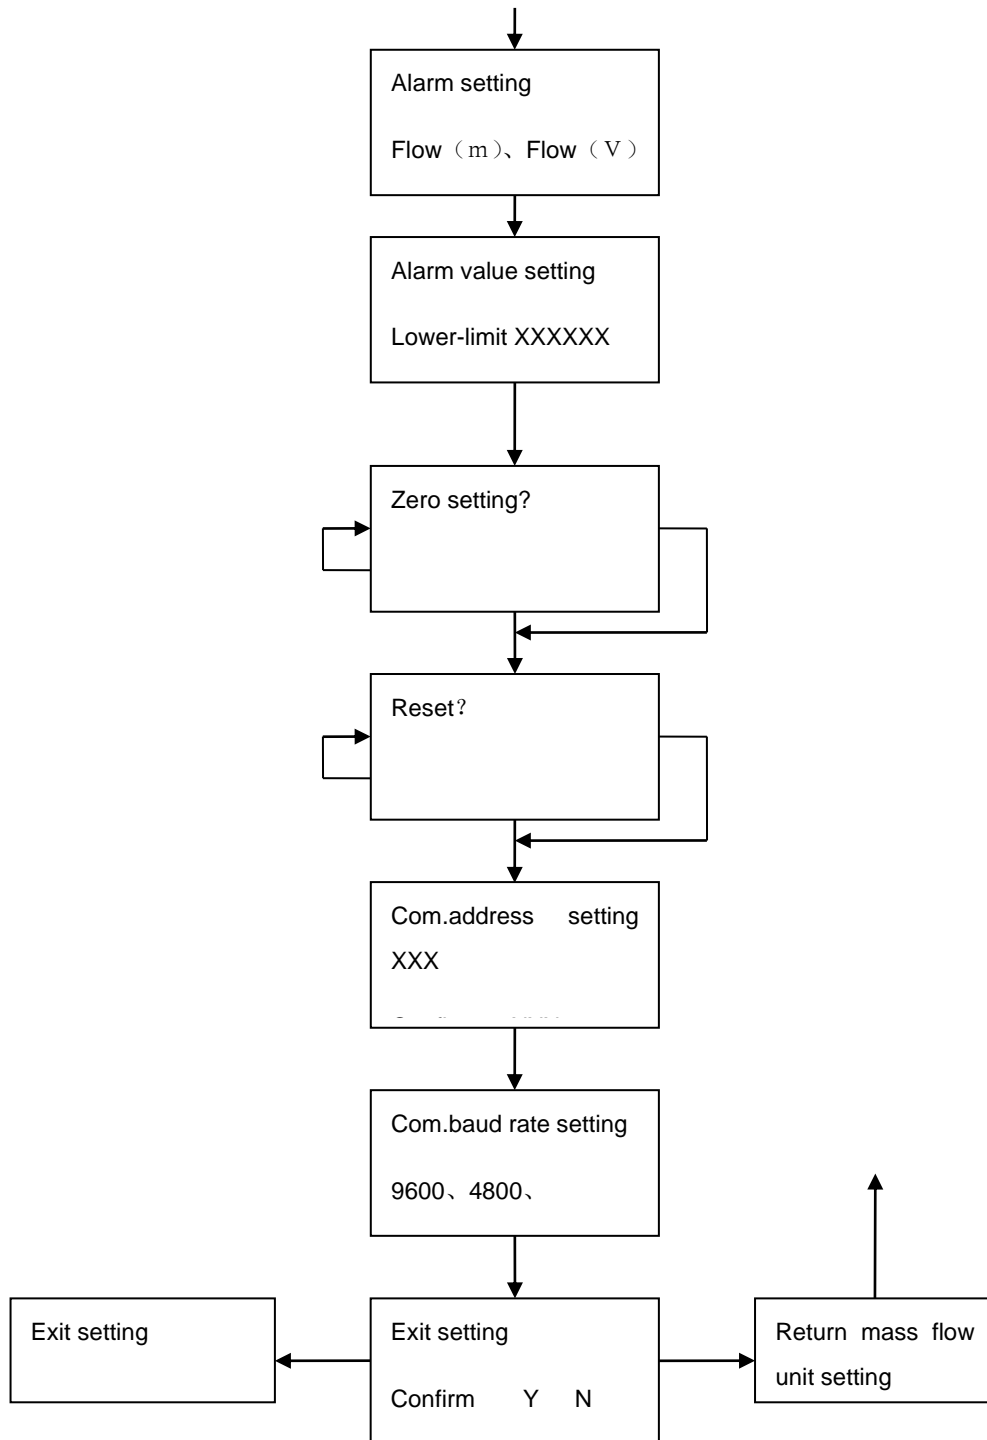 Alarm setting
Flow（m）、Flow（V）
Alarm value setting
Lower-limit XXXXXX
Zero setting?
Reset？
Com.address setting
XXX
Com.baud rate setting
9600、4800、
Exit setting
Exit setting
Confirm Y N
Return mass flow
unit setting